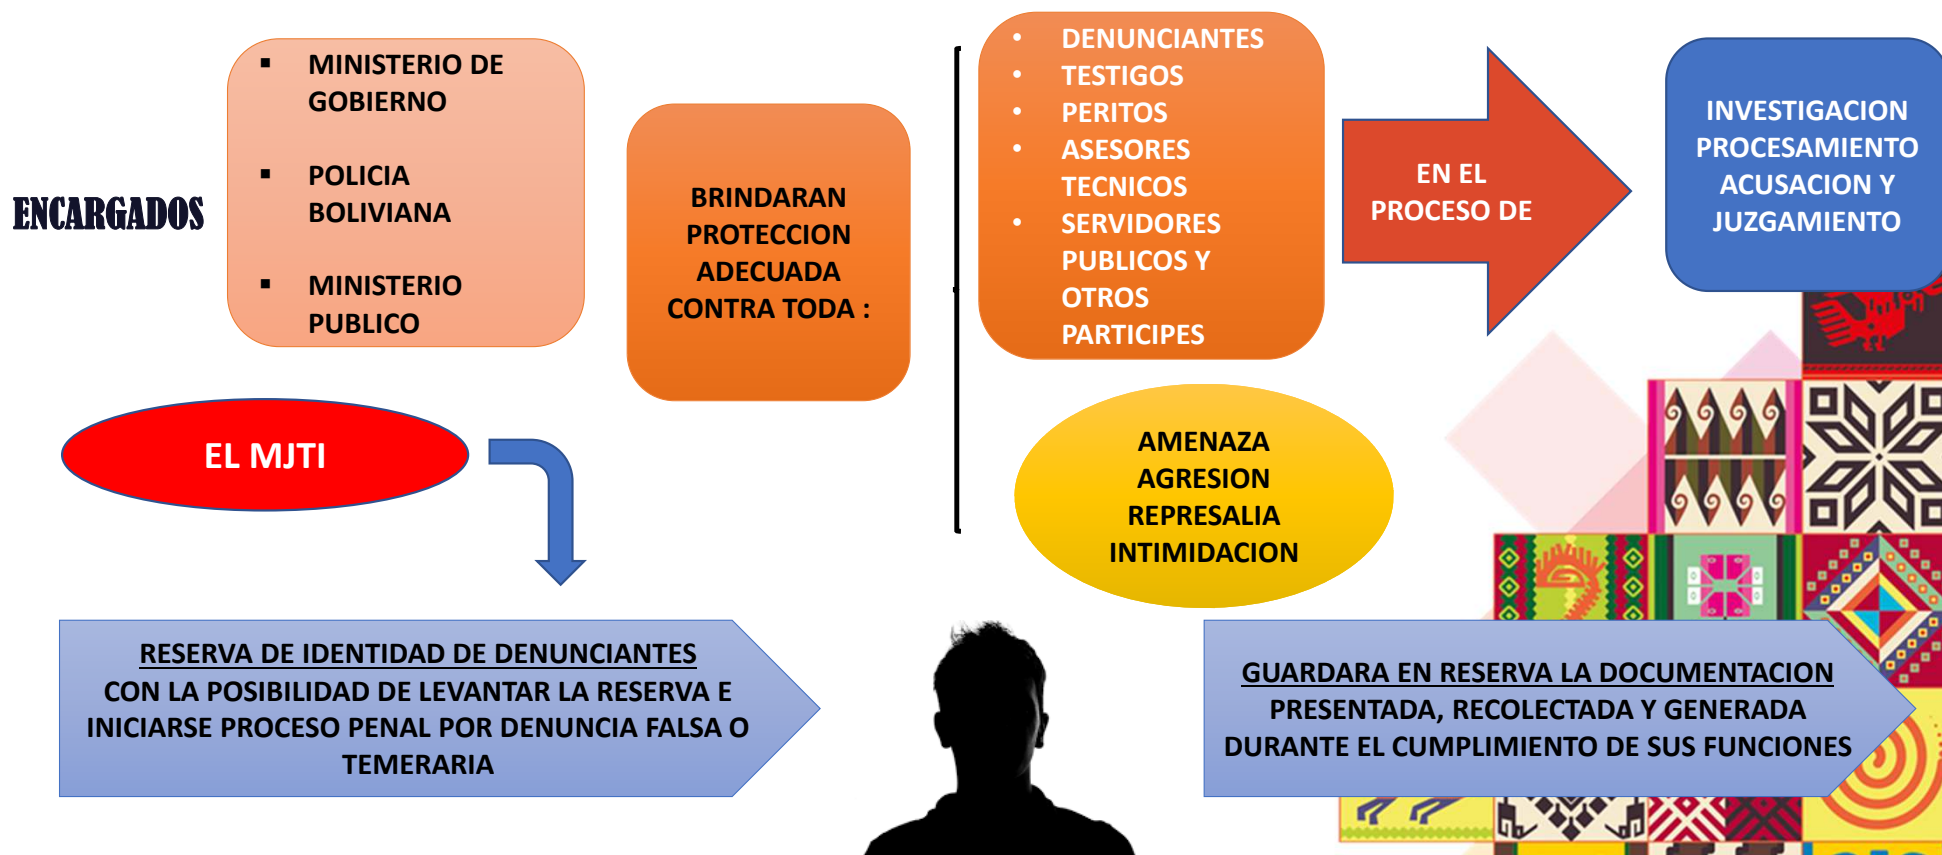 ENCARGADOS
MINISTERIO DE
GOBIERNO
POLICIA
BOLIVIANA
MINISTERIO
PUBLICO
BRINDARAN
PROTECCION
ADECUADA
CONTRA TODA :
DENUNCIANTES
TESTIGOS
PERITOS
ASESORES
TECNICOS
SERVIDORES
PUBLICOS Y
OTROS
PARTICIPES
EN EL
PROCESO DE
INVESTIGACION
PROCESAMIENTO
ACUSACION Y
JUZGAMIENTO
AMENAZA
AGRESION
REPRESALIA
INTIMIDACION
EL MJTI
RESERVA DE IDENTIDAD DE DENUNCIANTES
CON LA POSIBILIDAD DE LEVANTAR LA RESERVA E
INICIARSE PROCESO PENAL POR DENUNCIA FALSA O
TEMERARIA
GUARDARA EN RESERVA LA DOCUMENTACION
PRESENTADA, RECOLECTADA Y GENERADA
DURANTE EL CUMPLIMIENTO DE SUS FUNCIONES